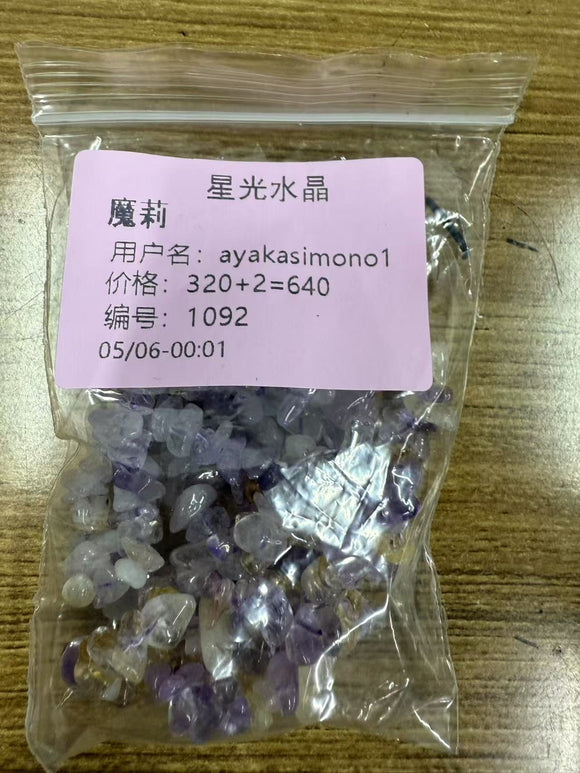 星光水晶
魔莉
用户名：ayakasimono1
价格：320+2=640
编号：1092
05/06-00:01